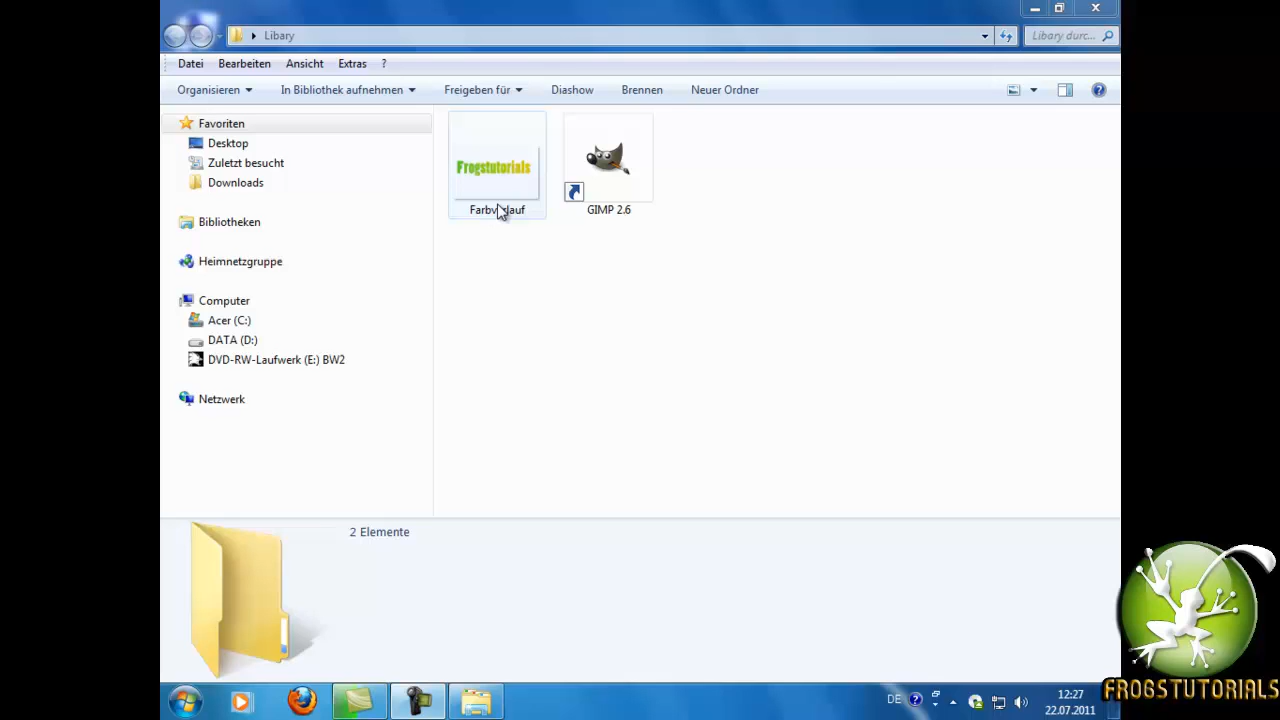 Libary
Libary durc...
Datei Bearbeiten Ansicht Extras ?
Organisieren In Bibliothek aufnehmen Freigeben für Diashow Brennen Neuer Ordner
Favoriten
Desktop
Zuletzt besucht
Downloads
Bibliotheken
Heimnetzgruppe
Computer
Acer (C:)
DATA (D:)
DVD-RW-Laufwerk (E:) BW2
Netzwerk
Frogstutorials
Farbverlauf
GIMP 2.6
2 Elemente
DE
12:27
22.07.2011
FROGSTUTORIALS